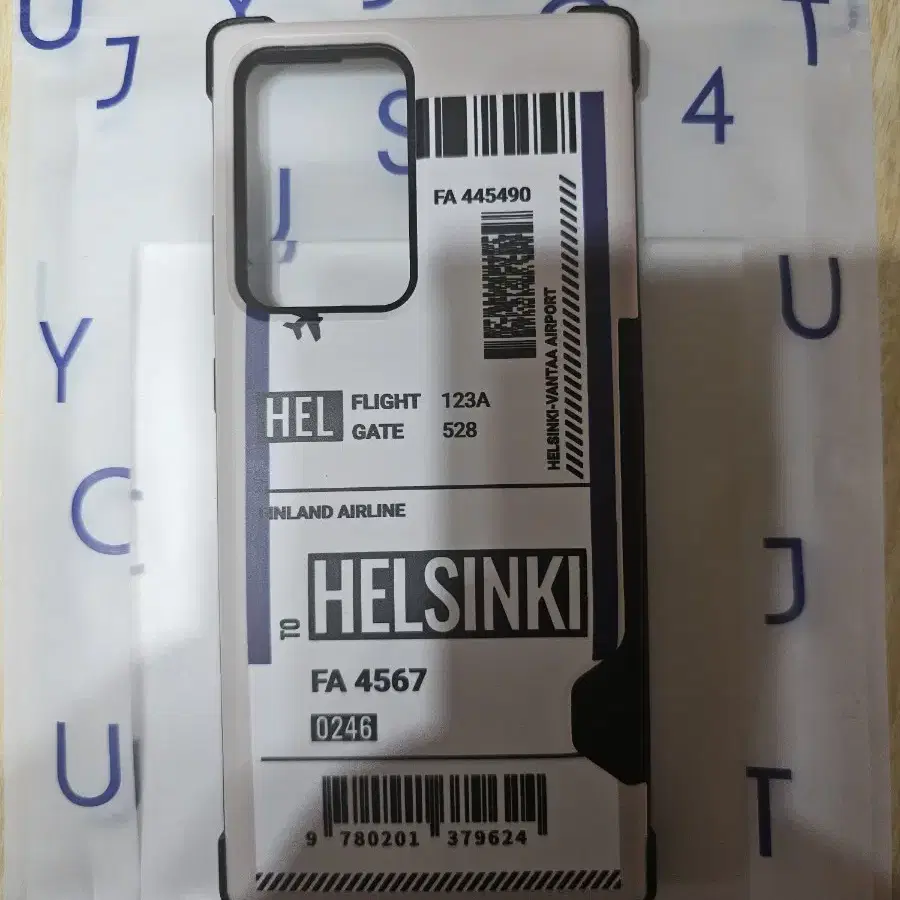 FA 445490
HELSINKI-VANTAA AIRPORT
HEL
FLIGHT 123A
GATE 528
INLAND AIRLINE
TO
HELSINKI
FA 4567
0246
9 780201 379624
U
J
S
4
T
J
Y
U
C
J
U
T